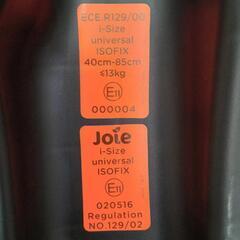 ECE.R129/00
i-Size
universal
ISOFIX
40cm-85cm
≤13kg
E11
000004
Joie
i-Size
universal
ISOFIX
E11
020516
Regulation
NO.129/02